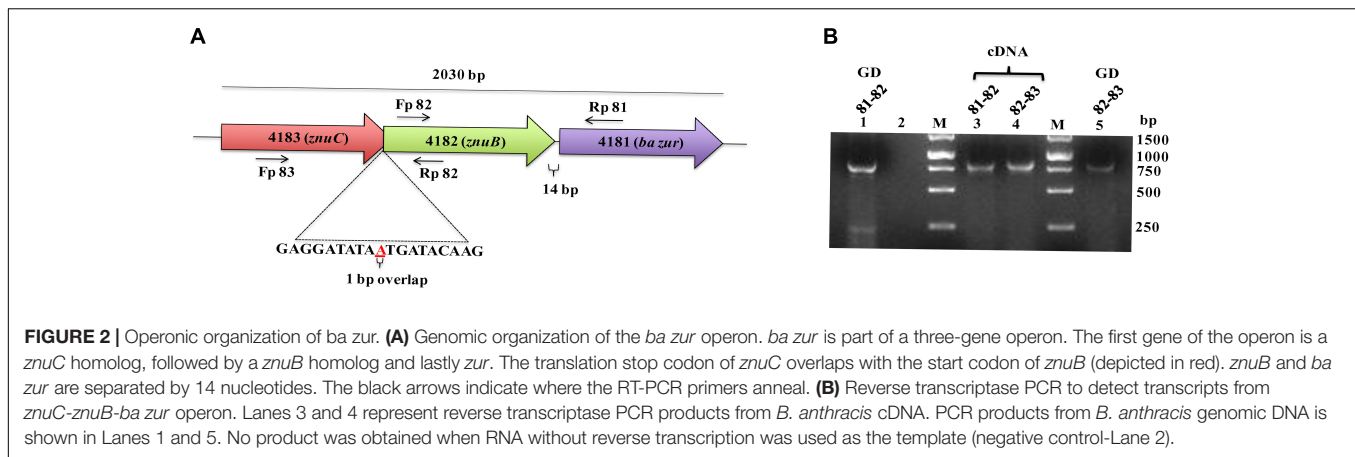 A
2030 bp
Fp 82
Rp 81
4183 (znuC)
4182 (znuB)
4181 (ba zur)
Fp 83
Rp 82
14 bp
GAGGATATAATGATACAAG
1 bp overlap
B
cDNA
GD
GD
81-82
81-82
82-83
82-83
1 2 M 3 4 M 5 bp
1500
1000
750
500
250
FIGURE 2 | Operonic organization of ba zur. (A) Genomic organization of the ba zur operon. ba zur is part of a three-gene operon. The first gene of the operon is a
znuC homolog, followed by a znuB homolog and lastly zur. The translation stop codon of znuC overlaps with the start codon of znuB (depicted in red). znuB and ba
zur are separated by 14 nucleotides. The black arrows indicate where the RT-PCR primers anneal. (B) Reverse transcriptase PCR to detect transcripts from
znuC-znuB-ba zur operon. Lanes 3 and 4 represent reverse transcriptase PCR products from B. anthracis cDNA. PCR products from B. anthracis genomic DNA is
shown in Lanes 1 and 5. No product was obtained when RNA without reverse transcription was used as the template (negative control-Lane 2).